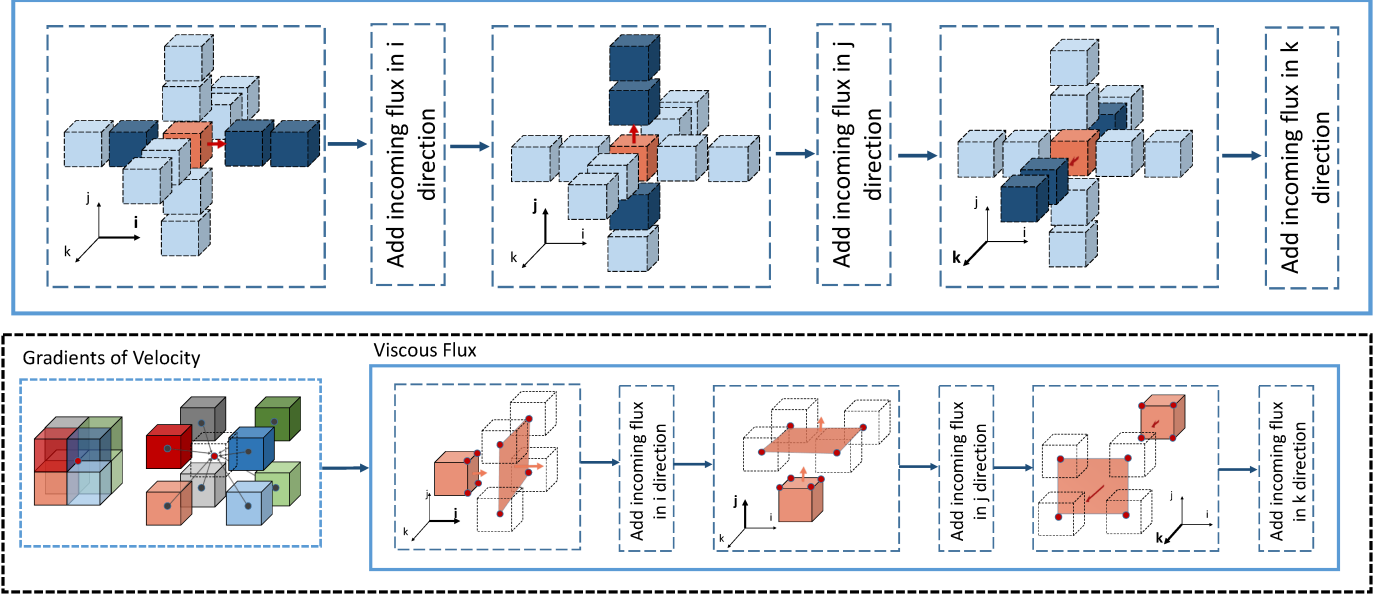 j
i
k
Add incoming flux in i
direction
j
i
k
Add incoming flux in j
direction
j
i
k
Add incoming flux in k
direction
Gradients of Velocity
Viscous Flux
j
j
k
Add incoming flux
in i direction
j
i
k
Add incoming flux
in j direction
j
i
k
Add incoming flux
in k direction